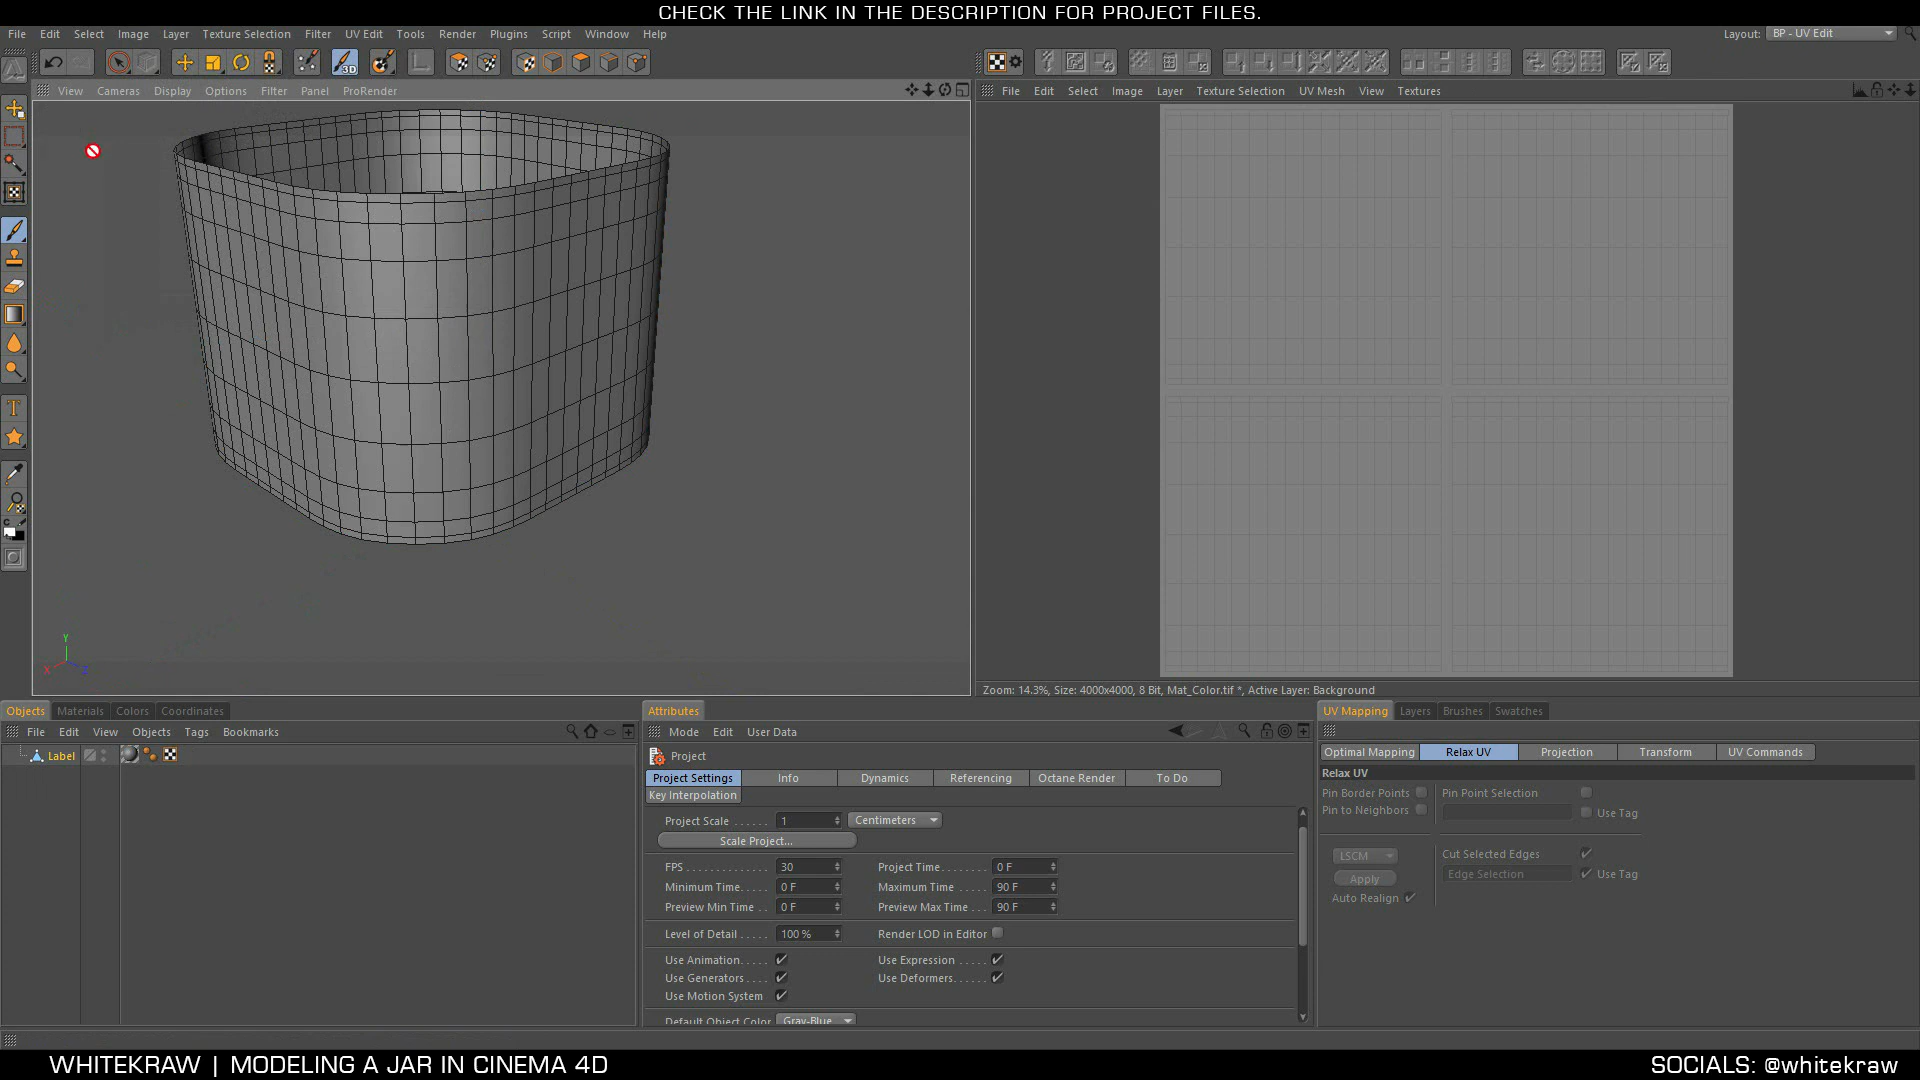 CHECK THE LINK IN THE DESCRIPTION FOR PROJECT FILES.
File Edit Select Image Layer Texture Selection Filter UV Edit Tools Render Plugins Script Window Help
Layout: BP - UV Edit
3D
View Cameras Display Options Filter Panel ProRender
File Edit Select Image Layer Texture Selection UV Mesh View Textures
Y
X
Z
Zoom: 14.3%, Size: 4000x4000, 8 Bit, Mat_Color.tif *, Active Layer: Background
Objects Materials Colors Coordinates
File Edit View Objects Tags Bookmarks
Label
Attributes
Mode Edit User Data
Project
Project Settings Info Dynamics Referencing Octane Render To Do
Key Interpolation
Project Scale ...... 1 Centimeters
Scale Project...
FPS .............. 30 Project Time........ 0 F
Minimum Time..... 0 F Maximum Time ..... 90 F
Preview Min Time .. 0 F Preview Max Time ... 90 F
Level of Detail ..... 100 % Render LOD in Editor
Use Animation..... Use Expression .....
Use Generators .... Use Deformers......
Use Motion System
Default Object Color Gray-Blue
UV Mapping Layers Brushes Swatches
Optimal Mapping Relax UV Projection Transform UV Commands
Relax UV
Pin Border Points Pin Point Selection
Pin to Neighbors Use Tag
LSCM Cut Selected Edges
Apply Edge Selection Use Tag
Auto Realign
WHITEKRAW | MODELING A JAR IN CINEMA 4D
SOCIALS: @whitekraw